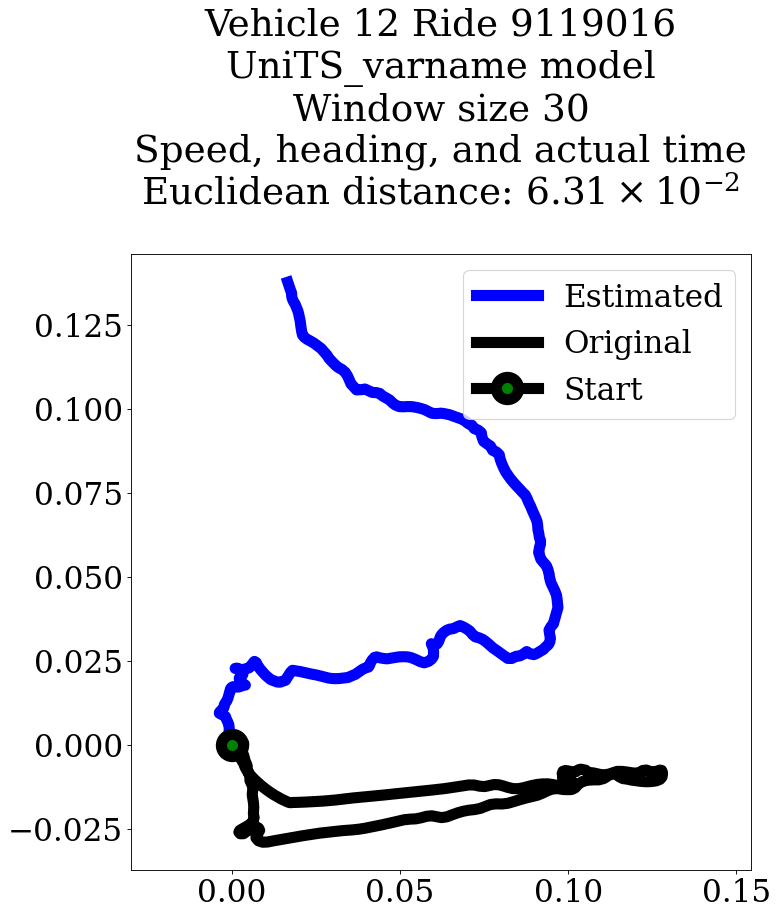 Vehicle 12 Ride 9119016
UniTS_varname model
Window size 30
Speed, heading, and actual time
Euclidean distance: 6.31 × 10⁻²
Estimated
Original
Start
0.125
0.100
0.075
0.050
0.025
0.000
−0.025
0.00 0.05 0.10 0.15